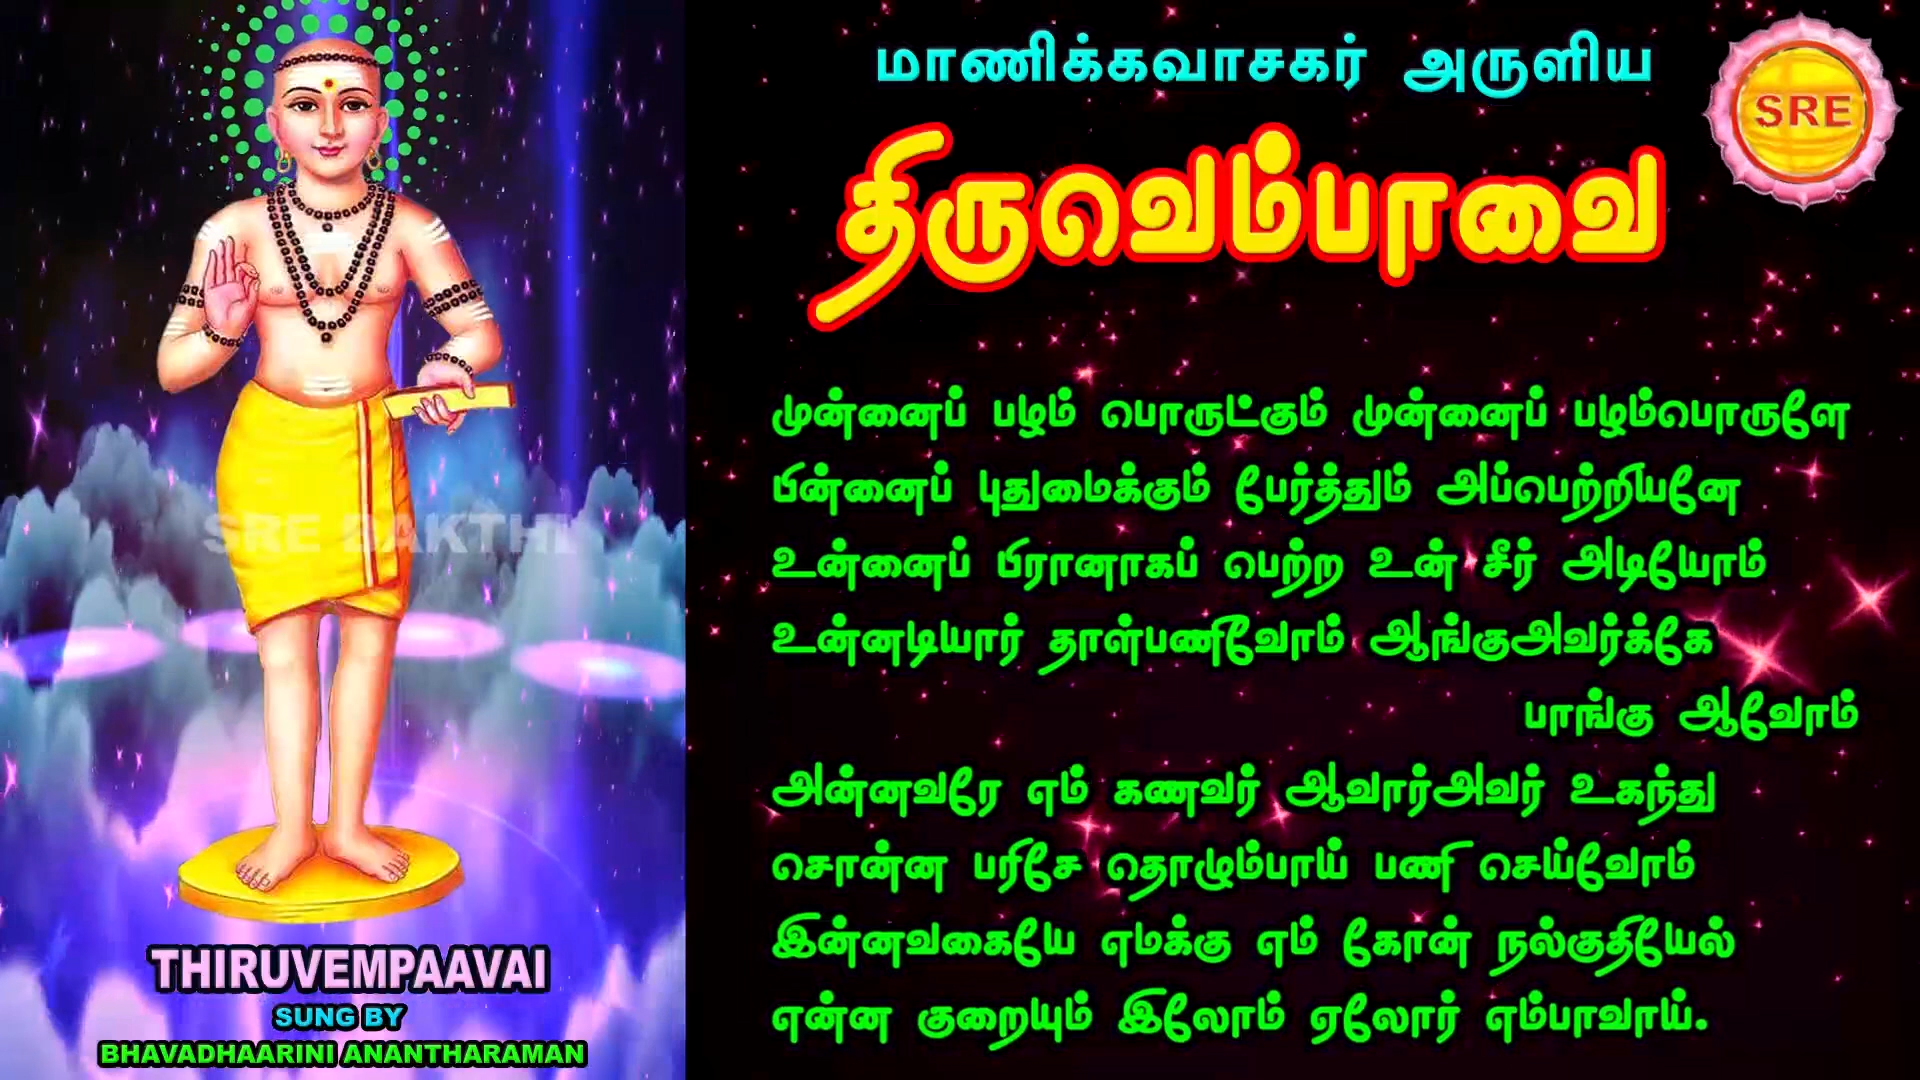 மாணிக்கவாசகர் அருளிய
SRE
திருவெம்பாவை
முன்னைப் பழம் பொருட்கும் முன்னைப் பழம்பொருளே
பின்னைப் புதுமைக்கும் பேர்த்தும் அப்பெற்றியனே
உன்னைப் பிரானாகப் பெற்ற உன் சீர் அடியோம்
உன்னடியார் தாள்பணிவோம் ஆங்குஅவர்க்கே
பாங்கு ஆவோம்
அன்னவரே எம் கணவர் ஆவார்அவர் உகந்து
சொன்ன பரிசே தொழும்பாய் பணி செய்வோம்
இன்னவகையே எமக்கு எம் கோன் நல்குதியேல்
என்ன குறையும் இலோம் ஏலோர் எம்பாவாய்.
SRE BAKTHI
THIRUVEMPAAVAI
SUNG BY
BHAVADHAARINI ANANTHARAMAN